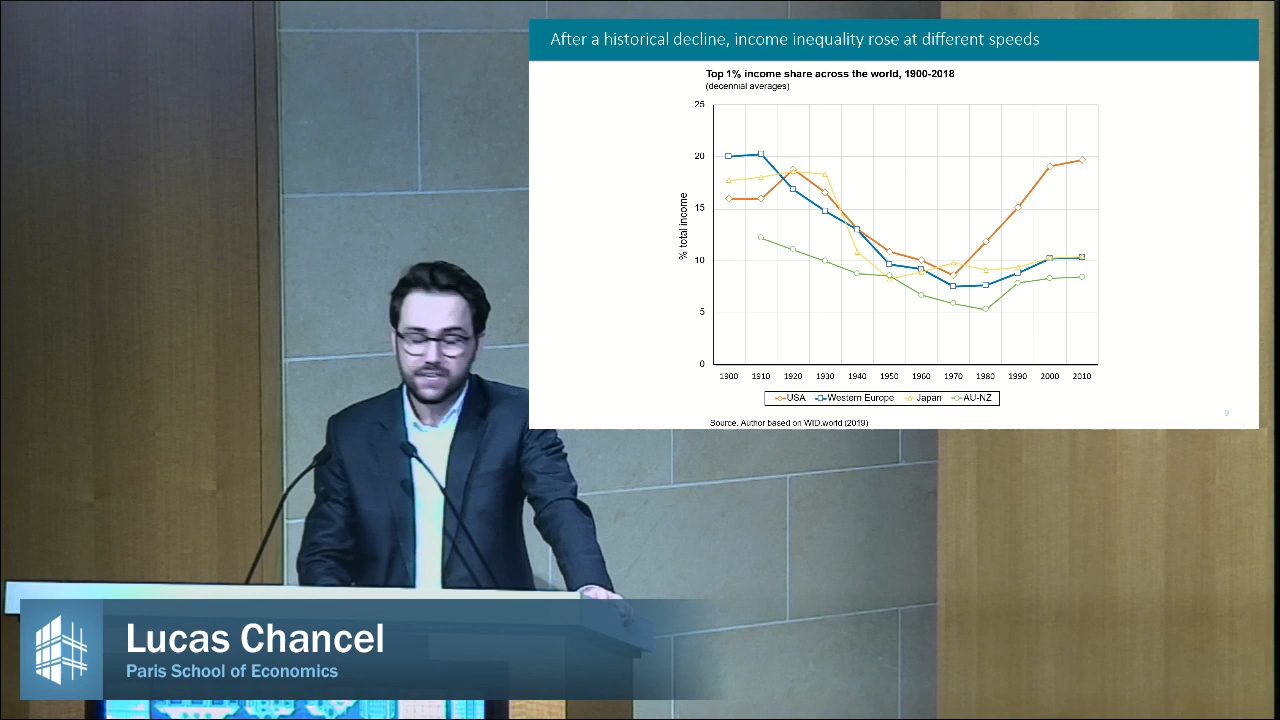 After a historical decline, income inequality rose at different speeds
Top 1% income share across the world, 1900-2018
(decennial averages)
25
20
15
10
5
0
% total income
1900 1910 1920 1930 1940 1950 1960 1970 1980 1990 2000 2010
USA Western Europe Japan AU-NZ
Source: Author based on WID.world (2019)
9
Lucas Chancel
Paris School of Economics